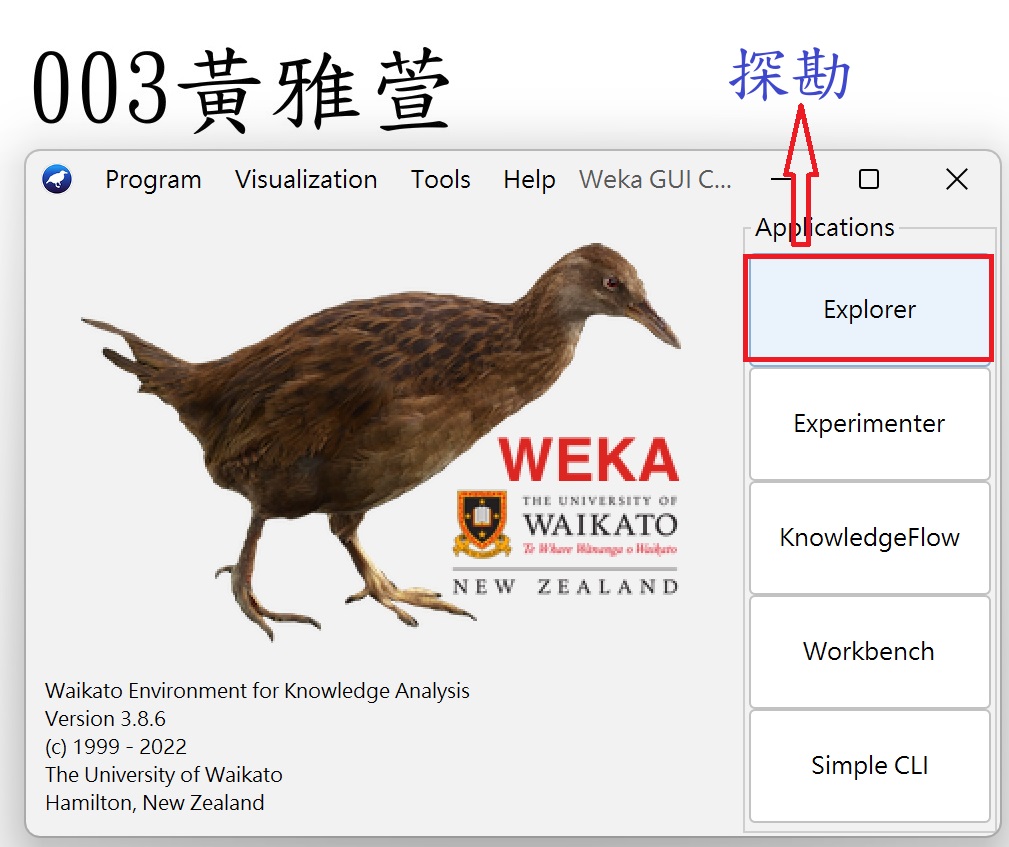 003黃雅萱
探勘
Program Visualization Tools Help Weka GUI C...
Applications
Explorer
Experimenter
KnowledgeFlow
Workbench
Simple CLI
WEKA
THE UNIVERSITY OF
WAIKATO
Te Whare Wānanga o Waikato
NEW ZEALAND
Waikato Environment for Knowledge Analysis
Version 3.8.6
(c) 1999 - 2022
The University of Waikato
Hamilton, New Zealand